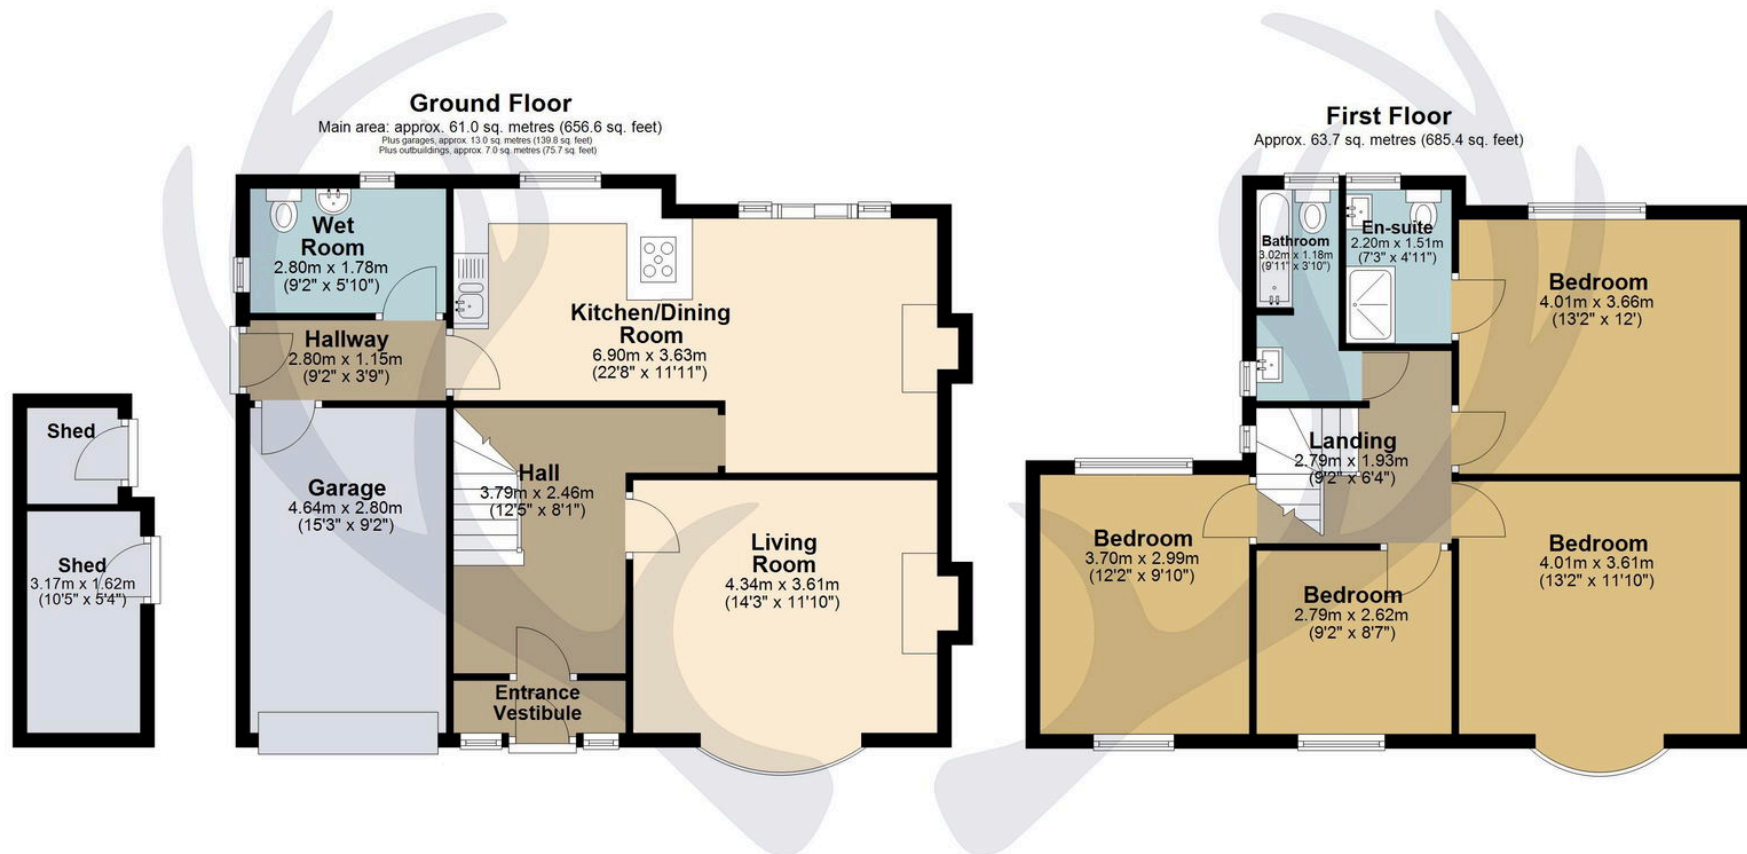 Ground Floor
Main area: approx. 61.0 sq. metres (656.6 sq. feet)
Plus garages, approx. 13.0 sq. metres (139.8 sq. feet)
Plus outbuildings, approx. 7.0 sq. metres (75.7 sq. feet)
Wet
Room
2.80m x 1.78m
(9'2" x 5'10")
Hallway
2.80m x 1.15m
(9'2" x 3'9")
Kitchen/Dining
Room
6.90m x 3.63m
(22'8" x 11'11")
Shed
Shed
3.17m x 1.62m
(10'5" x 5'4")
Garage
4.64m x 2.80m
(15'3" x 9'2")
Hall
3.79m x 2.46m
(12'5" x 8'1")
Living
Room
4.34m x 3.61m
(14'3" x 11'10")
Entrance
Vestibule
First Floor
Approx. 63.7 sq. metres (685.4 sq. feet)
Bathroom
3.02m x 1.18m
(9'11" x 3'10")
En-suite
2.20m x 1.51m
(7'3" x 4'11")
Bedroom
4.01m x 3.66m
(13'2" x 12')
Landing
2.79m x 1.93m
(9'2" x 6'4")
Bedroom
3.70m x 2.99m
(12'2" x 9'10")
Bedroom
2.79m x 2.62m
(9'2" x 8'7")
Bedroom
4.01m x 3.61m
(13'2" x 11'10")